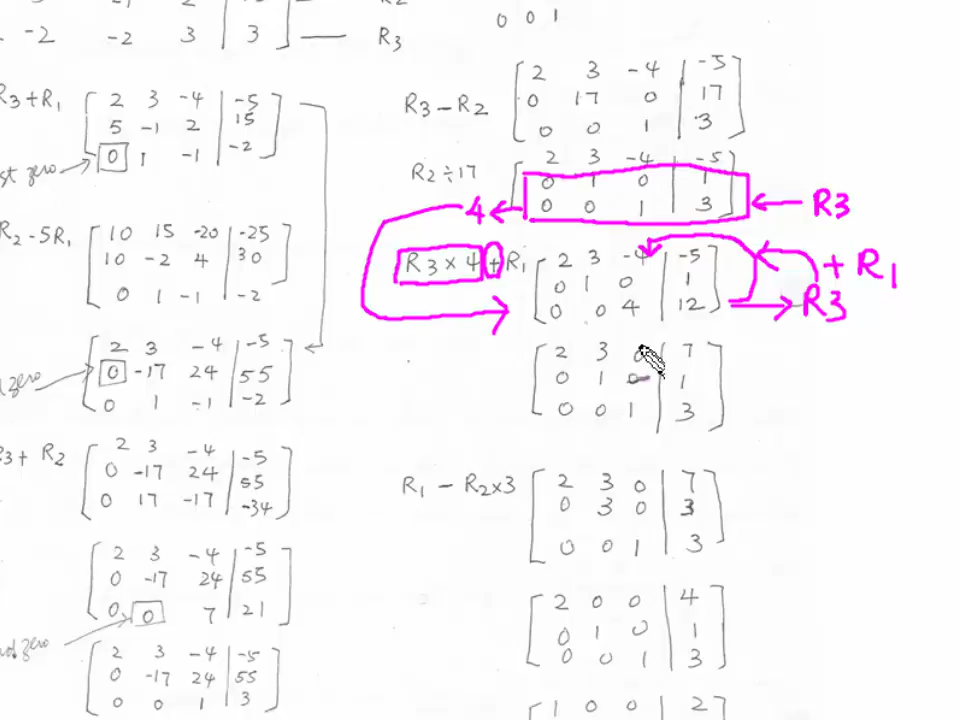 R2
-2 -2 3 | 3 — R3
R3+R1
2 3 -4 | -5
5 -1 2 | 15
0 1 -1 | -2
st zero
R2 - 5R1
10 15 -20 | -25
10 -2 4 | 30
0 1 -1 | -2
2 3 -4 | -5
0 -17 24 | 55
0 1 -1 | -2
zero
R3 + R2
2 3 -4 | -5
0 -17 24 | 55
0 17 -17 | -34
2 3 -4 | -5
0 -17 24 | 55
0 0 7 | 21
zero
2 3 -4 | -5
0 -17 24 | 55
0 0 1 | 3
0 0 1
R3 - R2
2 3 -4 | -5
0 17 0 | 17
0 0 1 | 3
R2 ÷ 17
2 3 -4 | -5
0 1 0 | 1
0 0 1 | 3
4
R3
R3 × 4 + R1
2 3 -4 | -5
0 1 0 | 1
0 0 4 | 12
+ R1
R3
2 3 0 | 7
0 1 0 | 1
0 0 1 | 3
R1 - R2×3
2 3 0 | 7
0 3 0 | 3
0 0 1 | 3
2 0 0 | 4
0 1 0 | 1
0 0 1 | 3
1 0 0 | 2